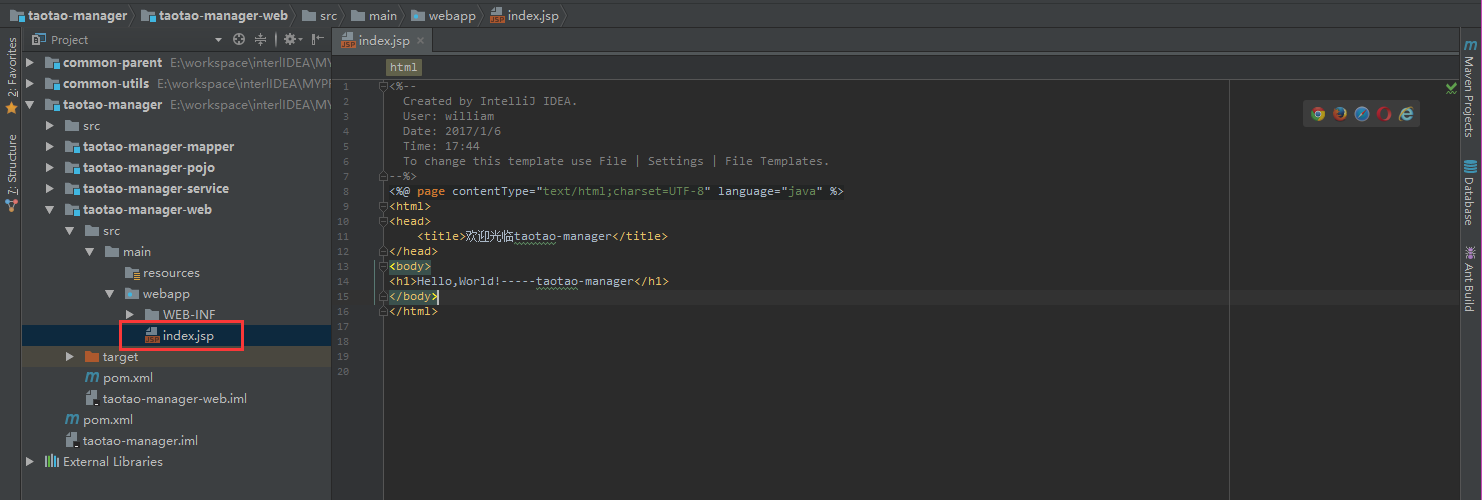 taotao-manager taotao-manager-web src main webapp index.jsp
2: Favorites
7: Structure
Project
common-parent E:\workspace\interlIDEA\MYP
common-utils E:\workspace\interlIDEA\MYPF
taotao-manager E:\workspace\interlIDEA\M
src
taotao-manager-mapper
taotao-manager-pojo
taotao-manager-service
taotao-manager-web
src
main
resources
webapp
WEB-INF
index.jsp
target
pom.xml
taotao-manager-web.iml
pom.xml
taotao-manager.iml
External Libraries
index.jsp
html
1 <%--
2 Created by IntelliJ IDEA.
3 User: william
4 Date: 2017/1/6
5 Time: 17:44
6 To change this template use File | Settings | File Templates.
7 --%>
8 <%@ page contentType="text/html;charset=UTF-8" language="java" %>
9 <html>
10 <head>
11 <title>欢迎光临taotao-manager</title>
12 </head>
13 <body>
14 <h1>Hello,World!-----taotao-manager</h1>
15 </body>
16 </html>
17
18
19
20
Maven Projects
Database
Ant Build